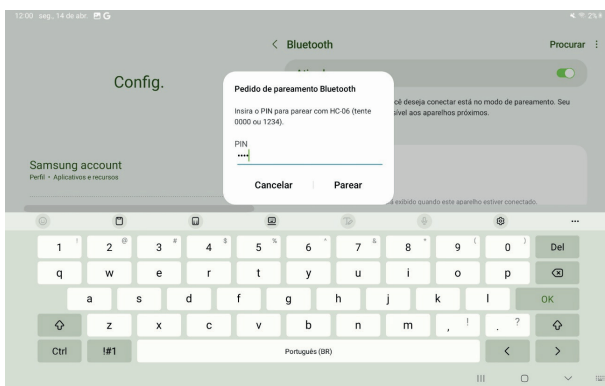 12:00 seg., 14 de abr. G 2%
Bluetooth
Procurar
Config.
Pedido de pareamento Bluetooth
Insira o PIN para parear com HC-06 (tente
0000 ou 1234).
PIN
••••
Cancelar
Parear
cê deseja conectar está no modo de pareamento. Seu
sível aos aparelhos próximos.
Samsung account
Perfil • Aplicativos e recursos
á exibido quando este aparelho estiver conectado.
1 ! 2 @ 3 # 4 $ 5 % 6 ^ 7 & 8 * 9 ( 0 ) Del
q w e r t y u i o p
a s d f g h j k l OK
z x c v b n m , ! . ?
Ctrl !#1 Português (BR) < >